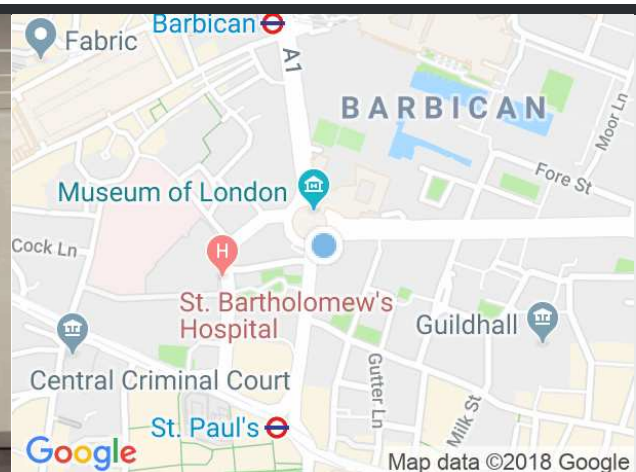 Barbican
Fabric
A1
BARBICAN
Moor Ln
Fore St
Museum of London
Cock Ln
H
St. Bartholomew's
Hospital
Guildhall
Gutter Ln
Central Criminal Court
Milk St
St. Paul's
Google
Map data ©2018 Google